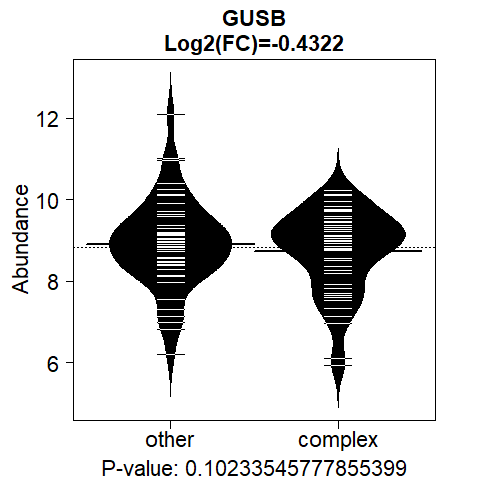 GUSB
Log2(FC)=-0.4322
Abundance
12
10
8
6
other complex
P-value: 0.10233545777855399